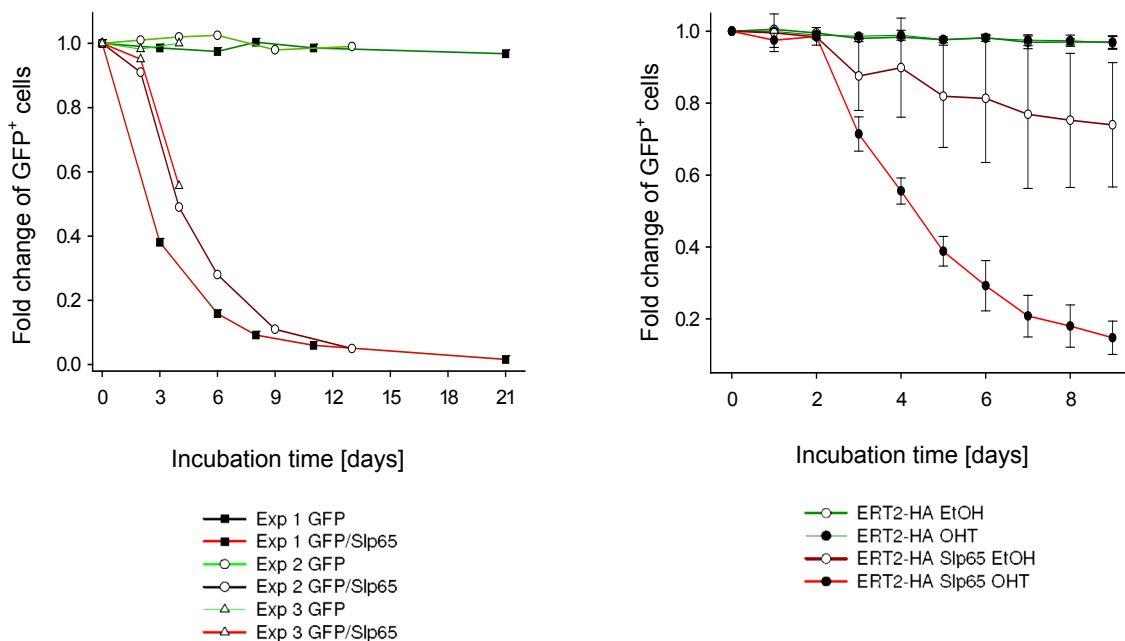 Fold change of GFP⁺ cells
1.0
0.8
0.6
0.4
0.2
0.0
0 3 6 9 12 15 18 21
Incubation time [days]
Exp 1 GFP
Exp 1 GFP/Slp65
Exp 2 GFP
Exp 2 GFP/Slp65
Exp 3 GFP
Exp 3 GFP/Slp65
Fold change of GFP⁺ cells
1.0
0.8
0.6
0.4
0.2
0 2 4 6 8
Incubation time [days]
ERT2-HA EtOH
ERT2-HA OHT
ERT2-HA Slp65 EtOH
ERT2-HA Slp65 OHT